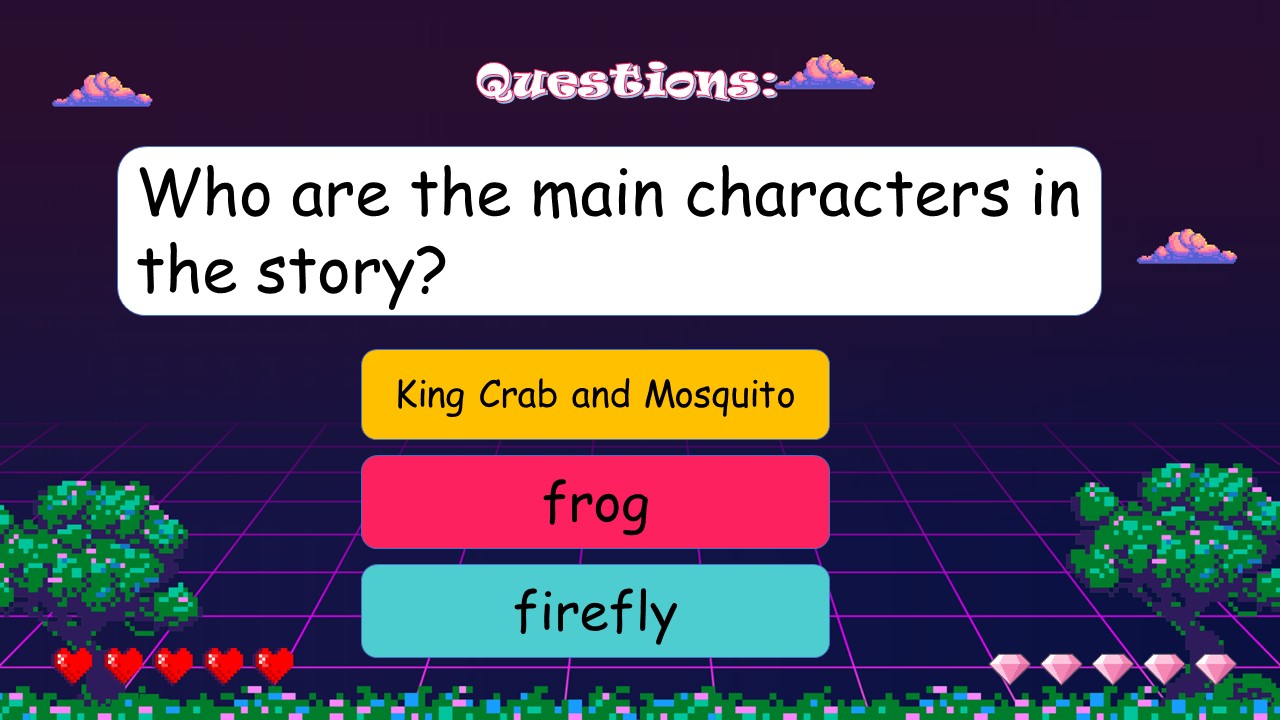 Questions:
Who are the main characters in
the story?
King Crab and Mosquito
frog
firefly